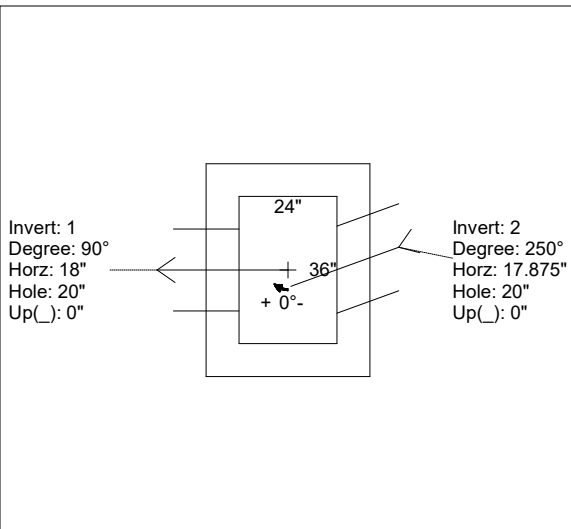 24"
Invert: 1
Degree: 90°
Horz: 18"
Hole: 20"
Up(_): 0"
36"
+ 0°-
Invert: 2
Degree: 250°
Horz: 17.875"
Hole: 20"
Up(_): 0"